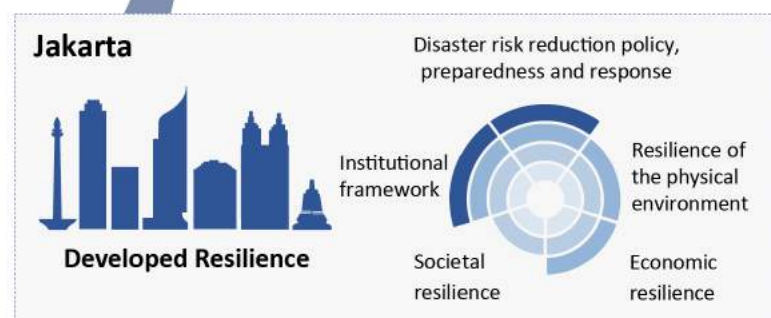 Jakarta
Developed Resilience
Disaster risk reduction policy,
preparedness and response
Institutional
framework
Resilience of
the physical
environment
Societal
resilience
Economic
resilience